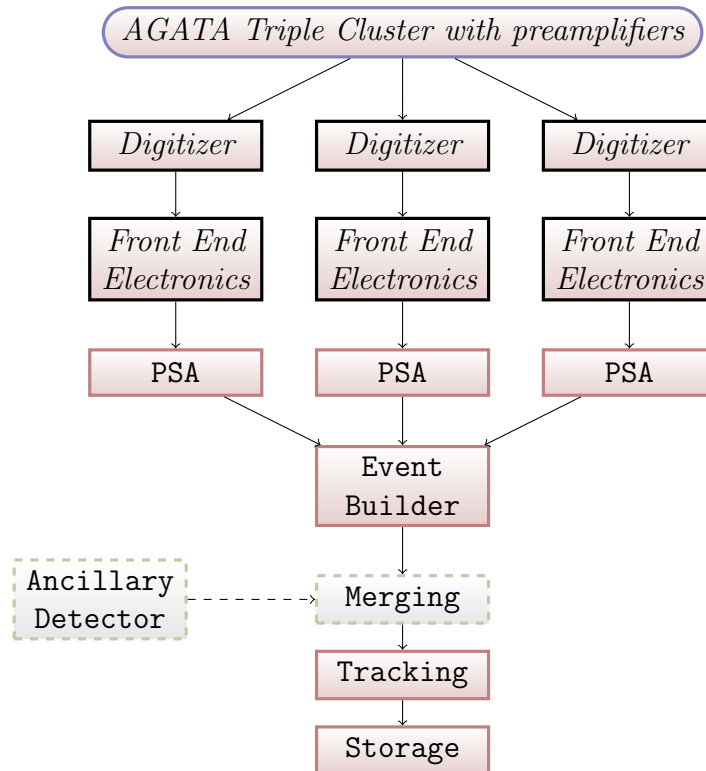 AGATA Triple Cluster with preamplifiers
Digitizer
Digitizer
Digitizer
Front End
Electronics
Front End
Electronics
Front End
Electronics
PSA
PSA
PSA
Event
Builder
Ancillary
Detector
Merging
Tracking
Storage